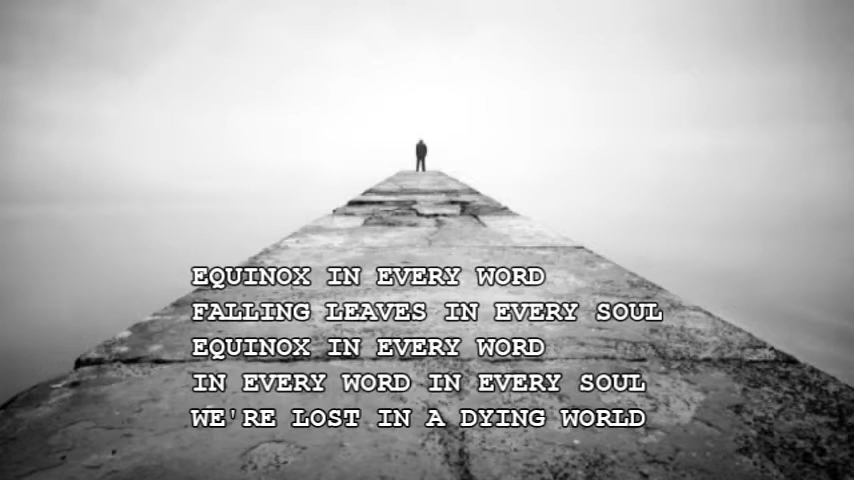 EQUINOX IN EVERY WORD
FALLING LEAVES IN EVERY SOUL
EQUINOX IN EVERY WORD
IN EVERY WORD IN EVERY SOUL
WE'RE LOST IN A DYING WORLD